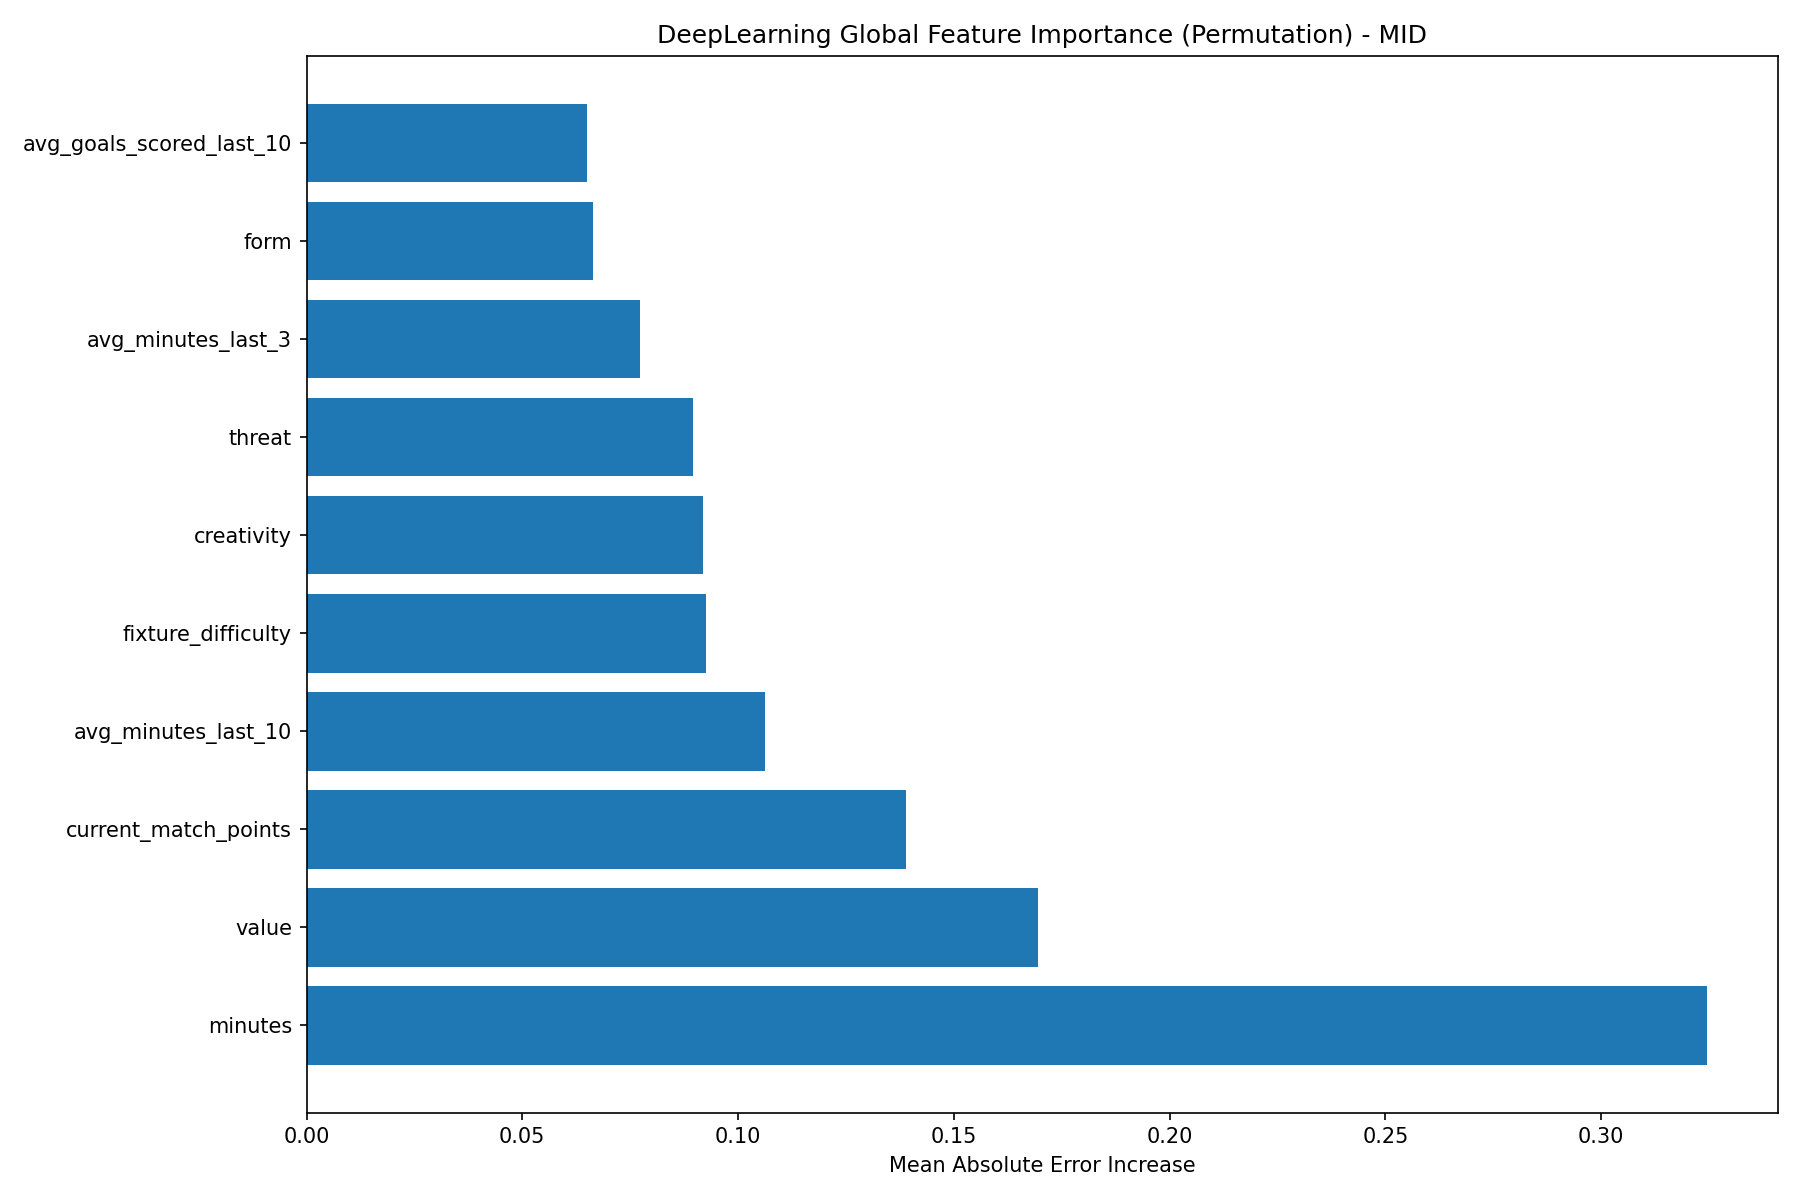 DeepLearning Global Feature Importance (Permutation) - MID
avg_goals_scored_last_10
form
avg_minutes_last_3
threat
creativity
fixture_difficulty
avg_minutes_last_10
current_match_points
value
minutes
0.00 0.05 0.10 0.15 0.20 0.25 0.30
Mean Absolute Error Increase